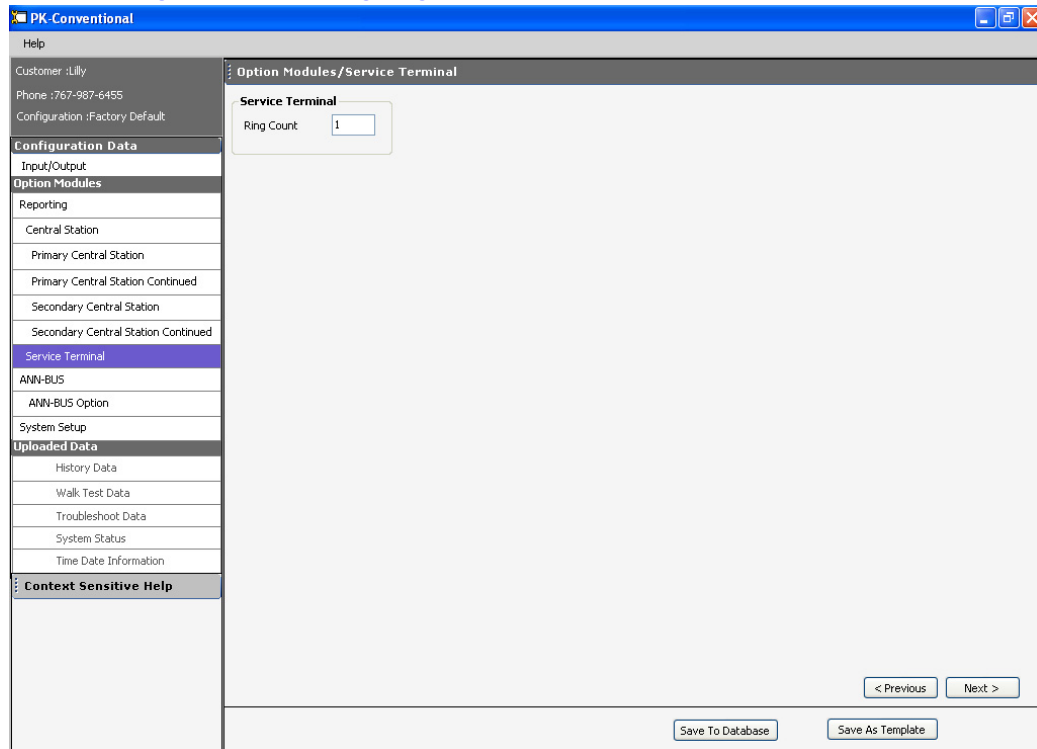 PK-Conventional
Help
Customer :Lilly
Phone :767-987-6455
Configuration :Factory Default
Configuration Data
Input/Output
Option Modules
Reporting
Central Station
Primary Central Station
Primary Central Station Continued
Secondary Central Station
Secondary Central Station Continued
Service Terminal
ANN-BUS
ANN-BUS Option
System Setup
Uploaded Data
History Data
Walk Test Data
Troubleshoot Data
System Status
Time Date Information
Context Sensitive Help
Option Modules/Service Terminal
Service Terminal
Ring Count 1
< Previous Next >
Save To Database Save As Template